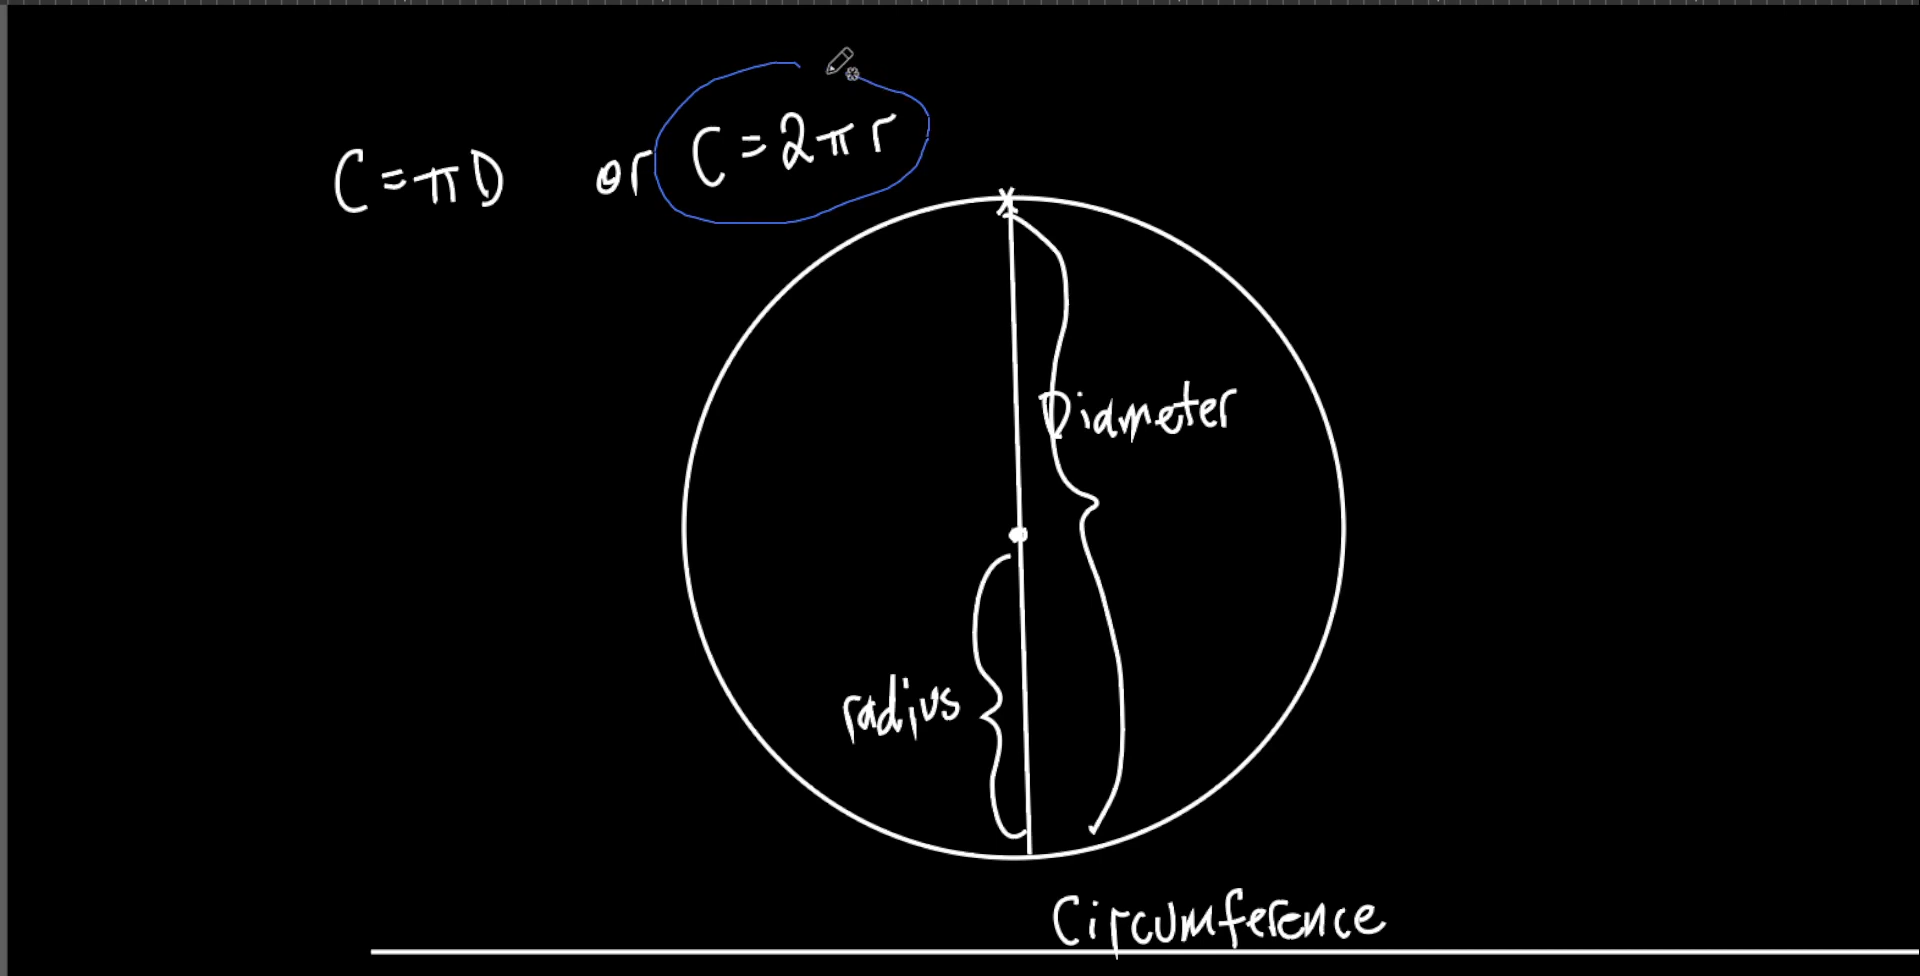 C = πD or C = 2πr
Diameter
radius
Circumference